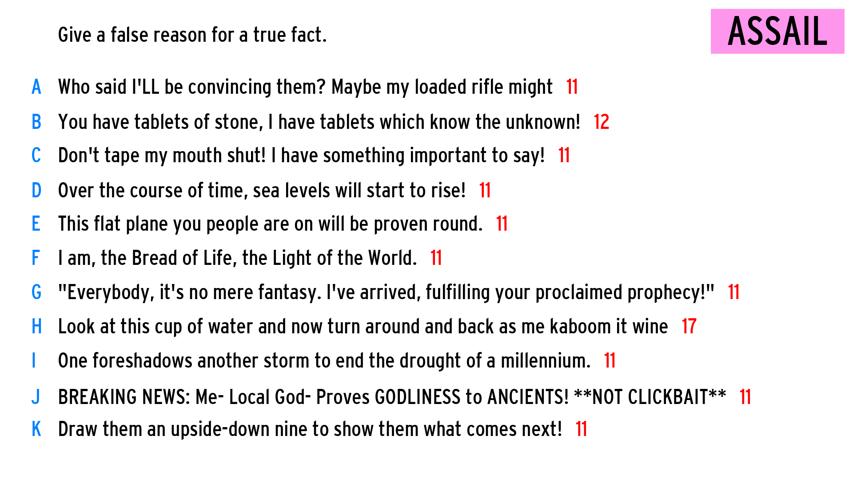 Give a false reason for a true fact.
ASSAIL
A Who said I'LL be convincing them? Maybe my loaded rifle might 11
B You have tablets of stone, I have tablets which know the unknown! 12
C Don't tape my mouth shut! I have something important to say! 11
D Over the course of time, sea levels will start to rise! 11
E This flat plane you people are on will be proven round. 11
F I am, the Bread of Life, the Light of the World. 11
G "Everybody, it's no mere fantasy. I've arrived, fulfilling your proclaimed prophecy!" 11
H Look at this cup of water and now turn around and back as me kaboom it wine 17
I One foreshadows another storm to end the drought of a millennium. 11
J BREAKING NEWS: Me- Local God- Proves GODLINESS to ANCIENTS! **NOT CLICKBAIT** 11
K Draw them an upside-down nine to show them what comes next! 11